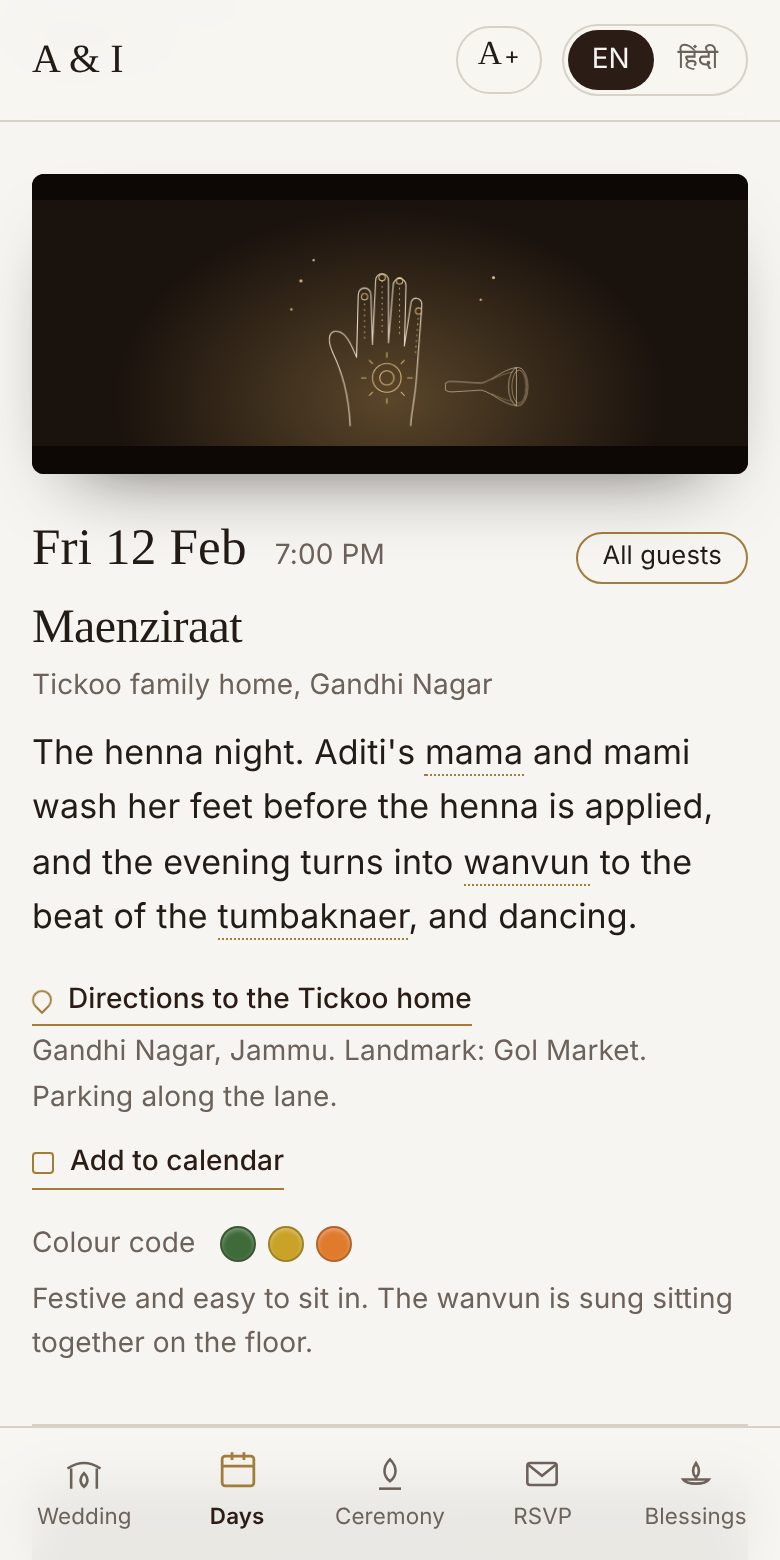 A & I
A+
EN
हिंदी
Fri 12 Feb
7:00 PM
All guests
Maenziraat
Tickoo family home, Gandhi Nagar
The henna night. Aditi's mama and mami
wash her feet before the henna is applied,
and the evening turns into wanvun to the
beat of the tumbaknaer, and dancing.
Directions to the Tickoo home
Gandhi Nagar, Jammu. Landmark: Gol Market.
Parking along the lane.
Add to calendar
Colour code
Festive and easy to sit in. The wanvun is sung sitting
together on the floor.
Wedding
Days
Ceremony
RSVP
Blessings